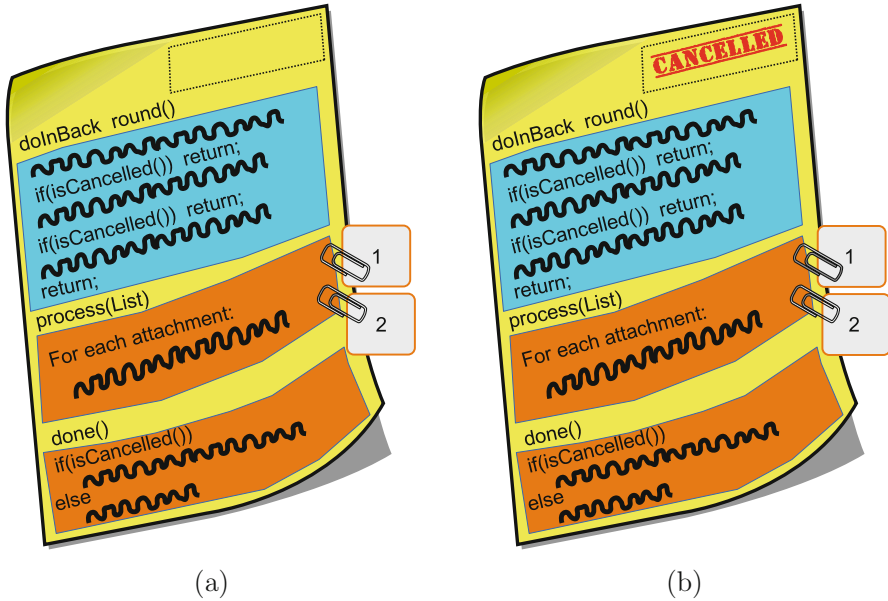 doInBack round()
if(isCancelled()) return;
if(isCancelled()) return;
return;
process(List)
For each attachment:
1
2
done()
if(isCancelled())
else
(a)
CANCELLED
doInBack round()
if(isCancelled()) return;
if(isCancelled()) return;
return;
process(List)
For each attachment:
1
2
done()
if(isCancelled())
else
(b)